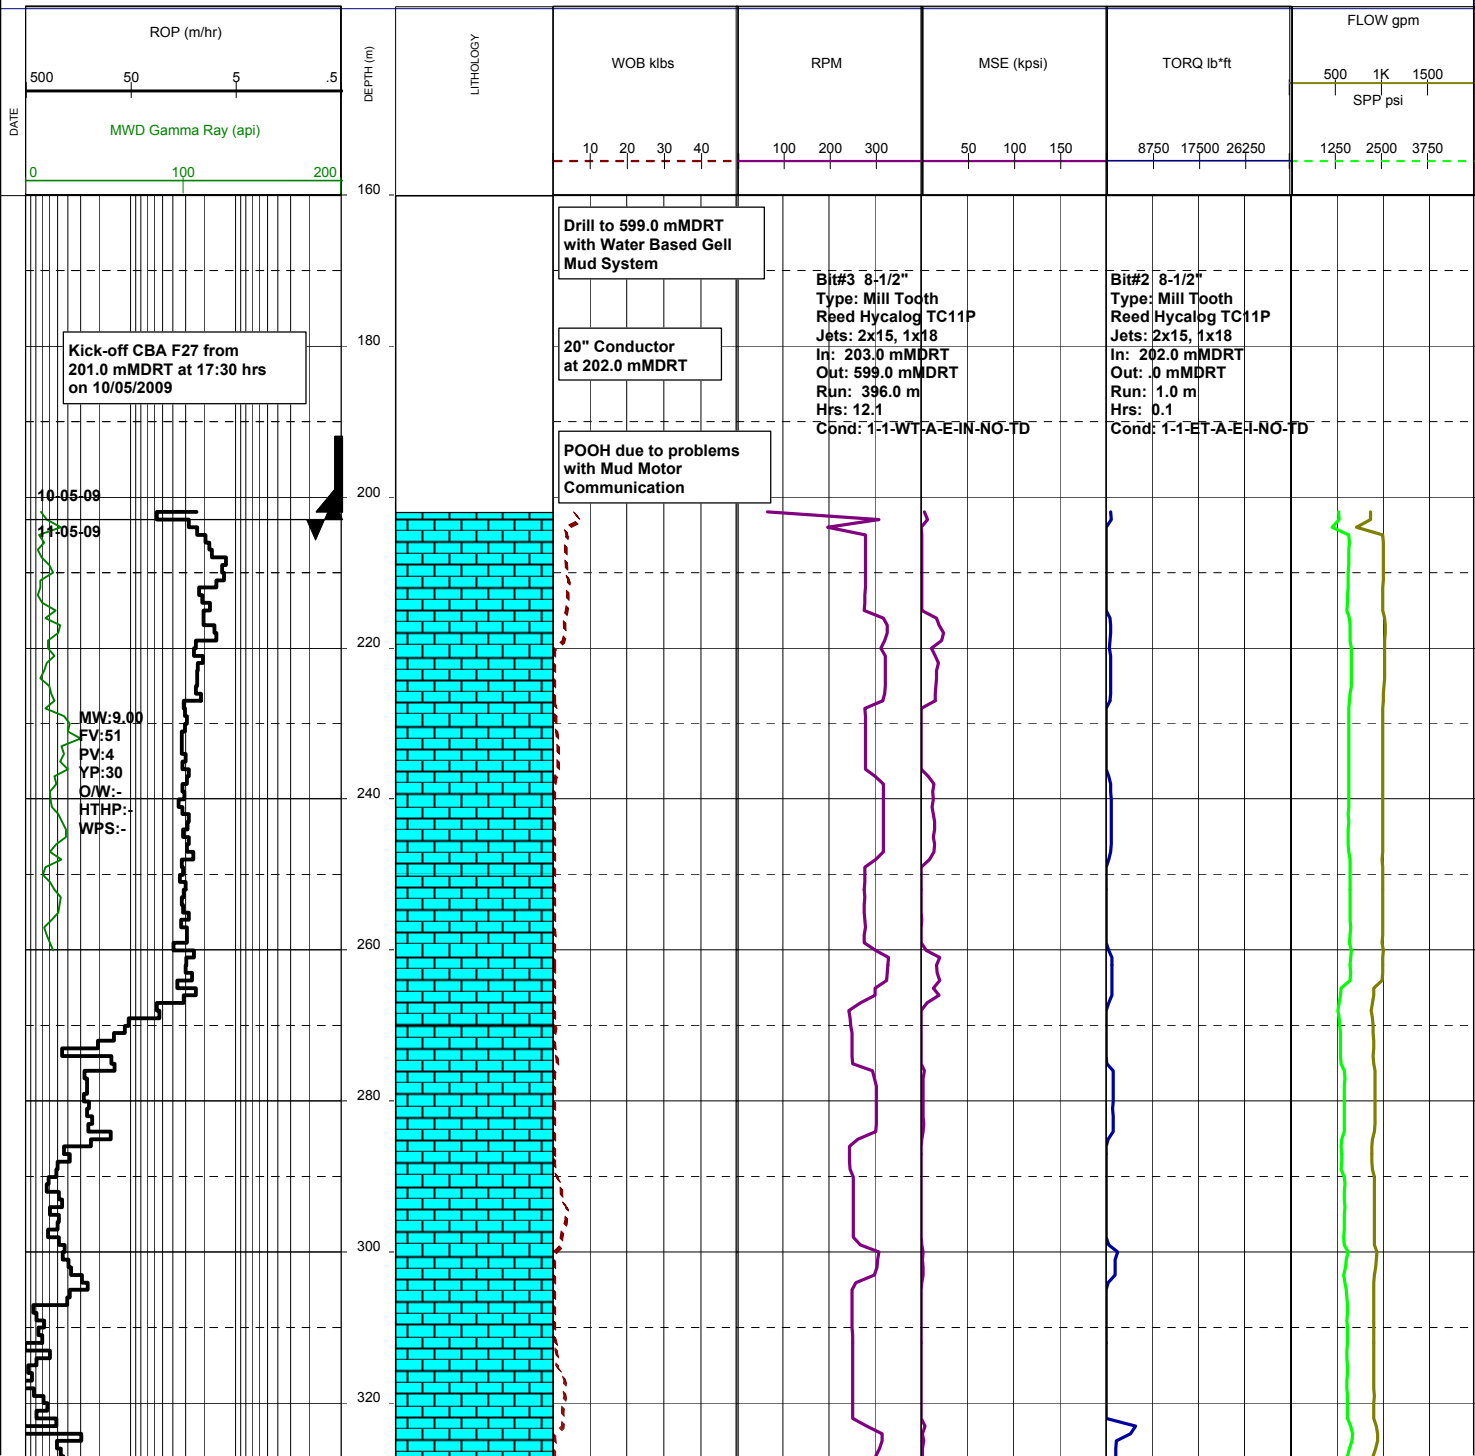 ROP (m/hr)
500 50 5 .5
DATE
MWD Gamma Ray (api)
0 100 200
DEPTH (m)
LITHOLOGY
WOB klbs
10 20 30 40
RPM
100 200 300
MSE (kpsi)
50 100 150
TORQ lb*ft
8750 17500 26250
FLOW gpm
500 1K 1500
SPP psi
1250 2500 3750
160
Drill to 599.0 mMDRT
with Water Based Gell
Mud System
Bit#3 8-1/2"
Type: Mill Tooth
Reed Hycalog TC11P
Jets: 2x15, 1x18
In: 203.0 mMDRT
Out: 599.0 mMDRT
Run: 396.0 m
Hrs: 12.1
Cond: 1-1-WT-A-E-IN-NO-TD
Bit#2 8-1/2"
Type: Mill Tooth
Reed Hycalog TC11P
Jets: 2x15, 1x18
In: 202.0 mMDRT
Out: .0 mMDRT
Run: 1.0 m
Hrs: 0.1
Cond: 1-1-ET-A-E-I-NO-TD
Kick-off CBA F27 from
201.0 mMDRT at 17:30 hrs
on 10/05/2009
180
20" Conductor
at 202.0 mMDRT
POOH due to problems
with Mud Motor
Communication
10-05-09
200
11-05-09
220
MW:9.00
FV:51
PV:4
YP:30
O/W:-
HTHP:-
WPS:-
240
260
280
300
320